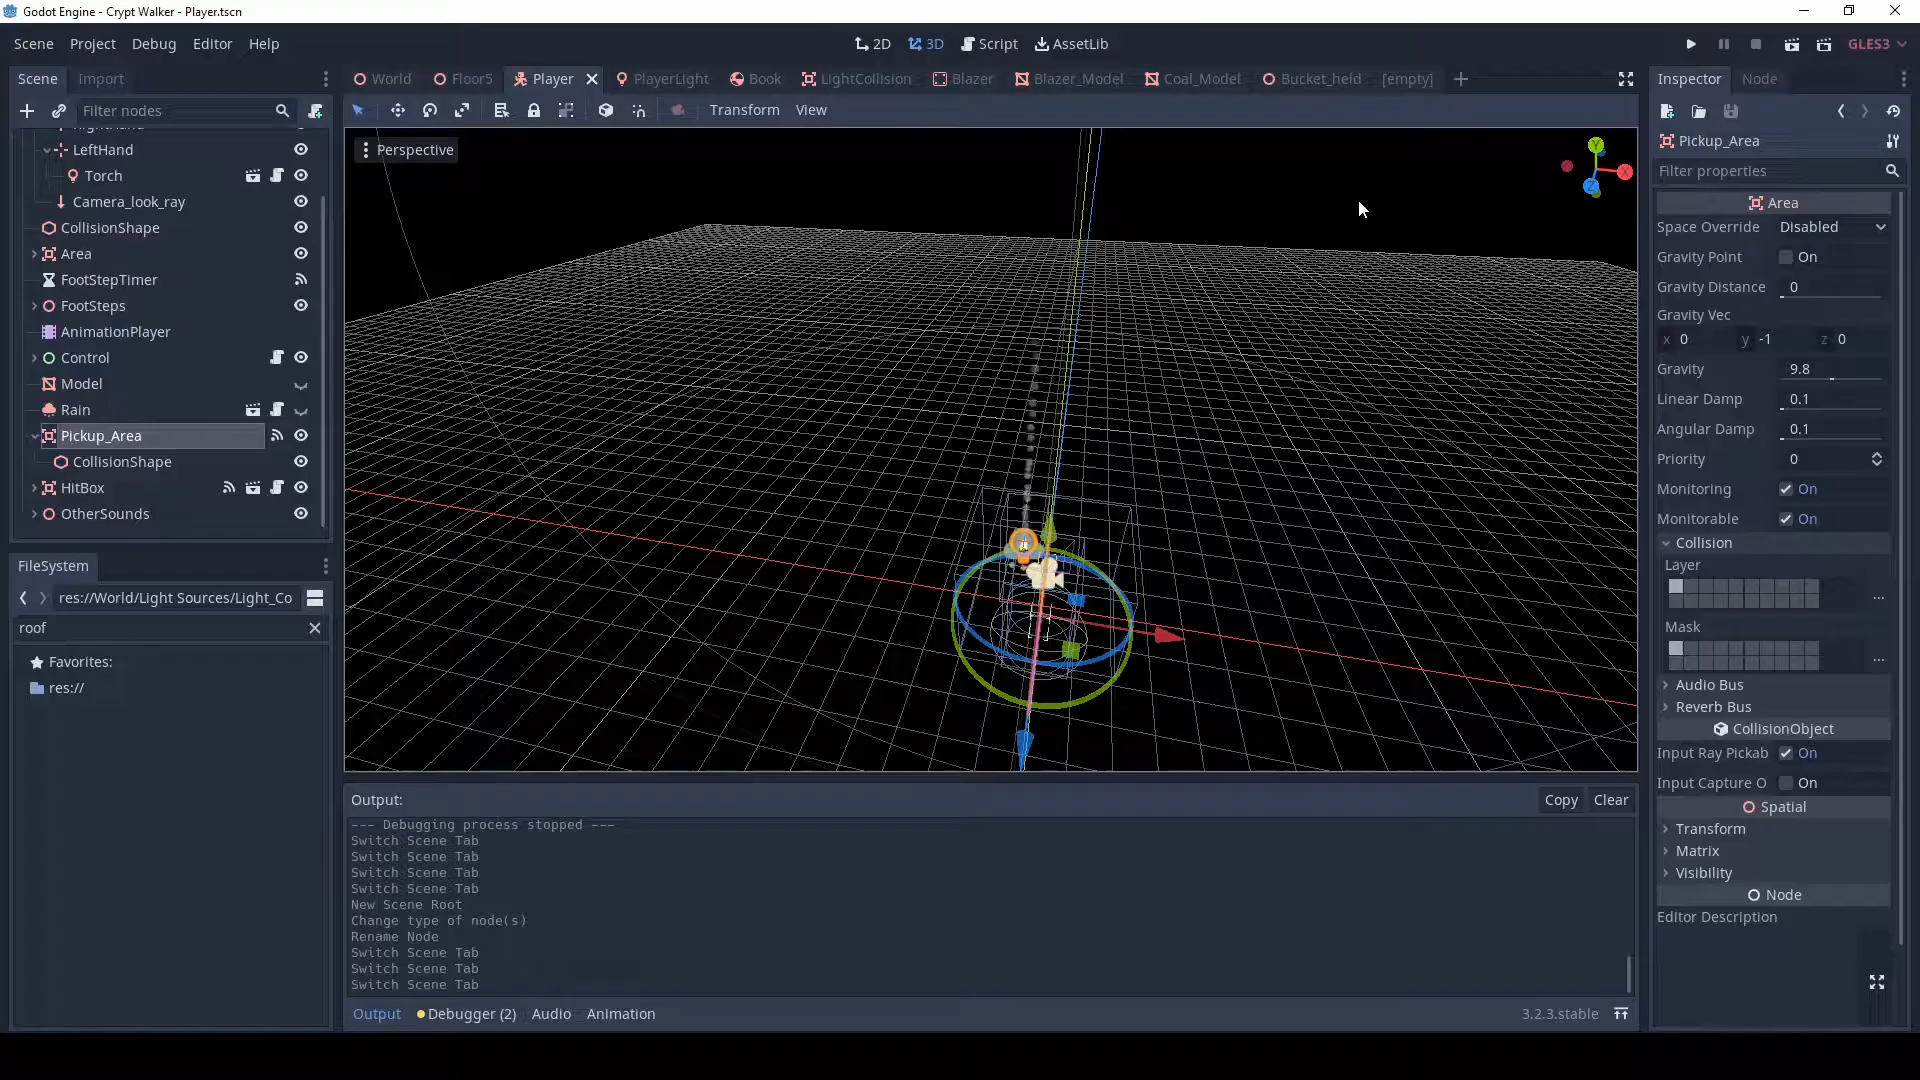 Godot Engine - Crypt Walker - Player.tscn
Scene Project Debug Editor Help
2D 3D Script AssetLib
GLES3
Scene Import
World Floor5 Player PlayerLight Book LightCollision Blazer Blazer_Model Coal_Model Bucket_held [empty]
Inspector Node
Filter nodes
Transform View
Perspective
LeftHand
Torch
Camera_look_ray
CollisionShape
Area
FootStepTimer
FootSteps
AnimationPlayer
Control
Model
Rain
Pickup_Area
CollisionShape
HitBox
OtherSounds
FileSystem
res://World/Light Sources/Light_Co
roof
Favorites:
res://
Y
X
Z
Output:
Copy Clear
--- Debugging process stopped ---
Switch Scene Tab
Switch Scene Tab
Switch Scene Tab
Switch Scene Tab
New Scene Root
Change type of node(s)
Rename Node
Switch Scene Tab
Switch Scene Tab
Switch Scene Tab
Output Debugger (2) Audio Animation
3.2.3.stable
Pickup_Area
Filter properties
Area
Space Override Disabled
Gravity Point On
Gravity Distance 0
Gravity Vec
x 0 y -1 z 0
Gravity 9.8
Linear Damp 0.1
Angular Damp 0.1
Priority 0
Monitoring On
Monitorable On
Collision
Layer
...
Mask
...
Audio Bus
Reverb Bus
CollisionObject
Input Ray Pickab On
Input Capture O On
Spatial
Transform
Matrix
Visibility
Node
Editor Description